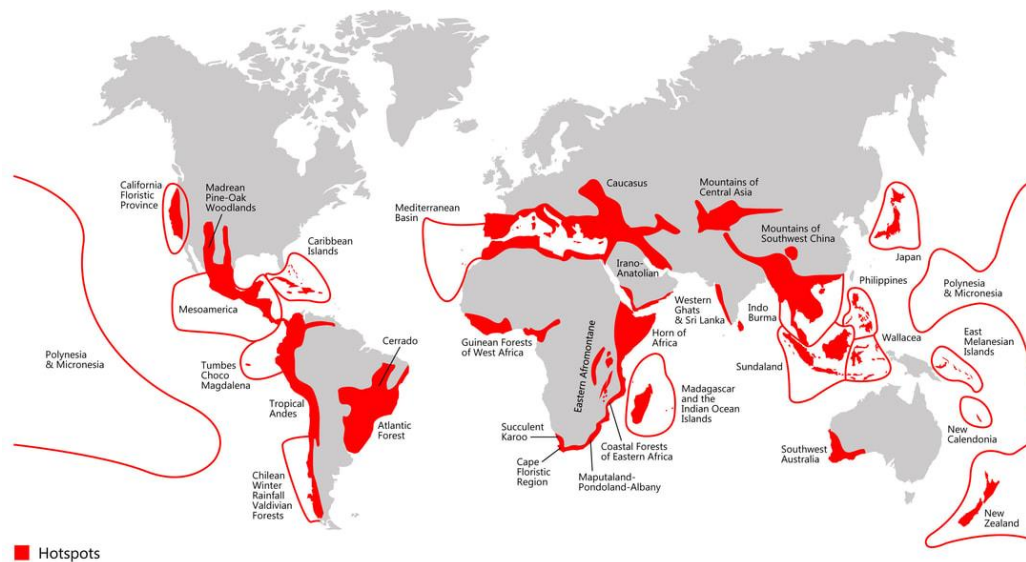 California
Floristic
Province
Madrean
Pine-Oak
Woodlands
Caribbean
Islands
Mesoamerica
Polynesia
& Micronesia
Tumbes
Choco
Magdalena
Tropical
Andes
Cerrado
Atlantic
Forest
Chilean
Winter
Rainfall
Valdivian
Forests
Mediterranean
Basin
Caucasus
Mountains of
Central Asia
Mountains of
Southwest China
Japan
Irano-
Anatolian
Western
Ghats
& Sri Lanka
Indo
Burma
Philippines
Polynesia
& Micronesia
Guinean Forests
of West Africa
Horn of
Africa
Eastern Afromontane
Sundaland
Wallacea
East
Melanesian
Islands
Madagascar
and the
Indian Ocean
Islands
Succulent
Karoo
Cape
Floristic
Region
Coastal Forests
of Eastern Africa
Maputaland-
Pondoland-Albany
Southwest
Australia
New
Calendonia
New
Zealand
Hotspots